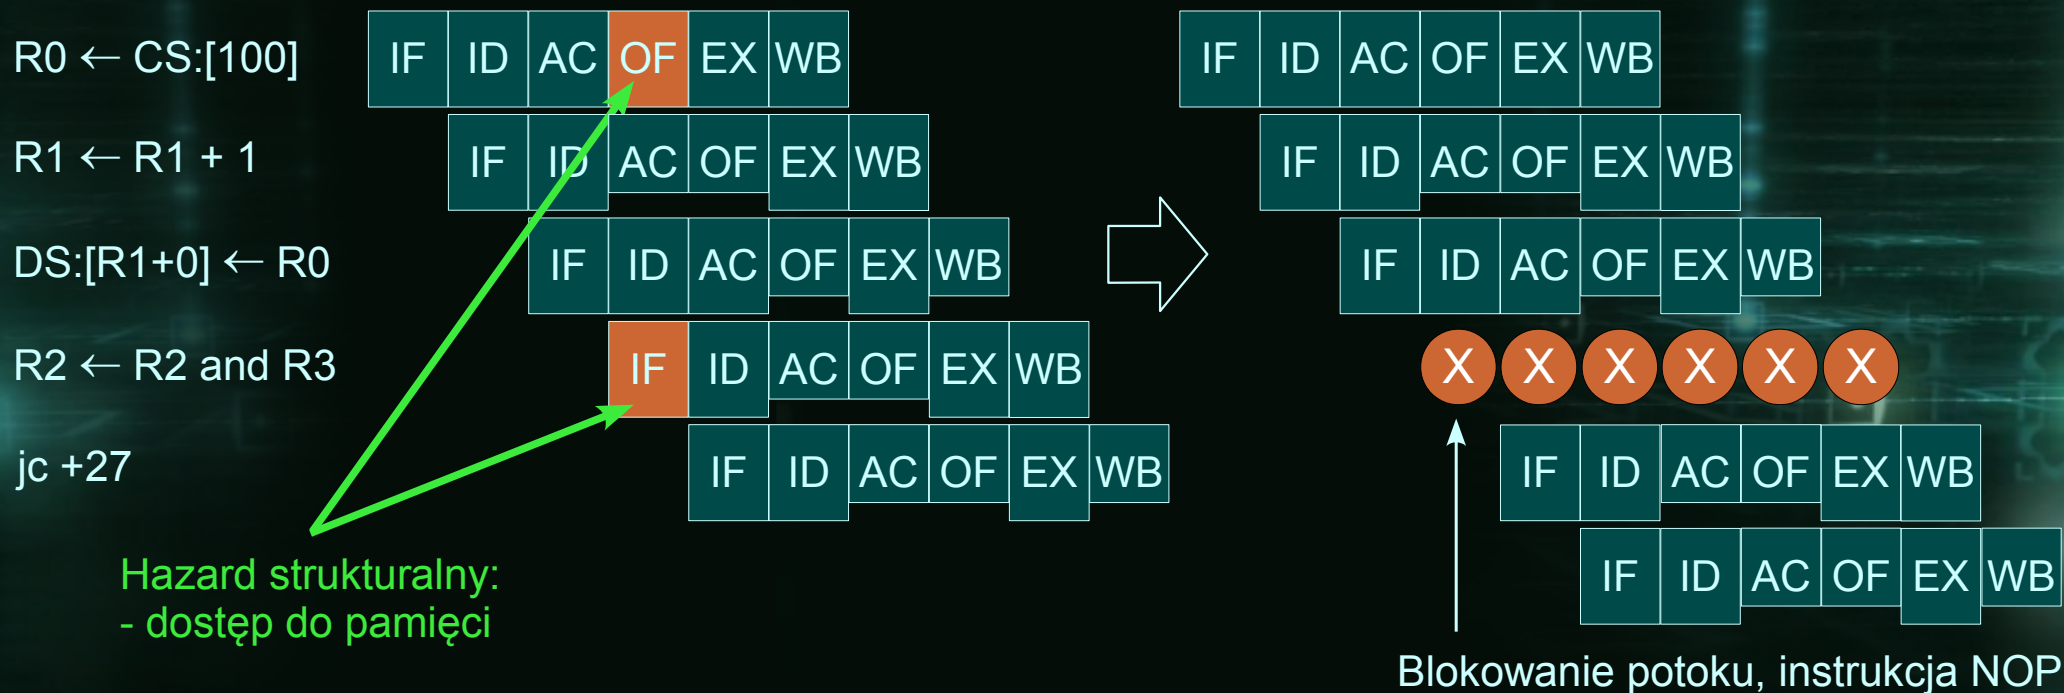 R0 ← CS:[100] IF ID AC OF EX WB IF ID AC OF EX WB
R1 ← R1 + 1 IF ID AC OF EX WB IF ID AC OF EX WB
DS:[R1+0] ← R0 IF ID AC OF EX WB IF ID AC OF EX WB
R2 ← R2 and R3 IF ID AC OF EX WB X X X X X X
jc +27 IF ID AC OF EX WB IF ID AC OF EX WB
IF ID AC OF EX WB
Hazard strukturalny:
- dostęp do pamięci
Blokowanie potoku, instrukcja NOP